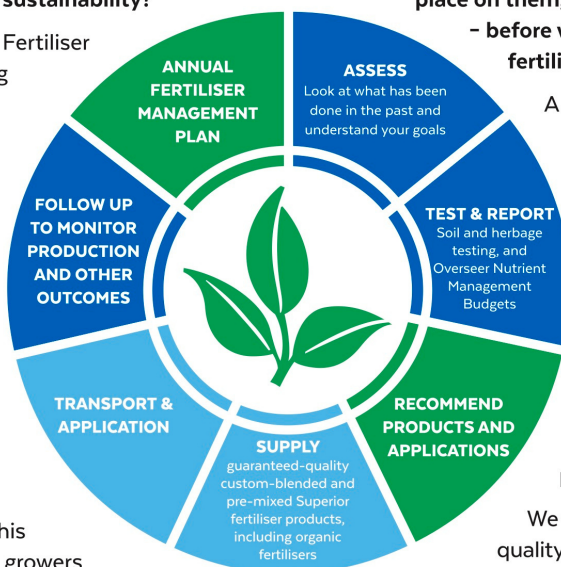 sustainability?
place on them,
Fertiliser
– before
g
fertili
A
ANNUAL
FERTILISER
MANAGEMENT
PLAN
ASSESS
Look at what has been
done in the past and
understand your goals
TEST & REPORT
Soil and herbage
testing, and
Overseer Nutrient
Management
Budgets
RECOMMEND
PRODUCTS AND
APPLICATIONS
SUPPLY
guaranteed-quality
custom-blended and
pre-mixed Superior
fertiliser products,
including organic
fertilisers
TRANSPORT &
APPLICATION
FOLLOW UP
TO MONITOR
PRODUCTION
AND OTHER
OUTCOMES
We
quality
his
growers